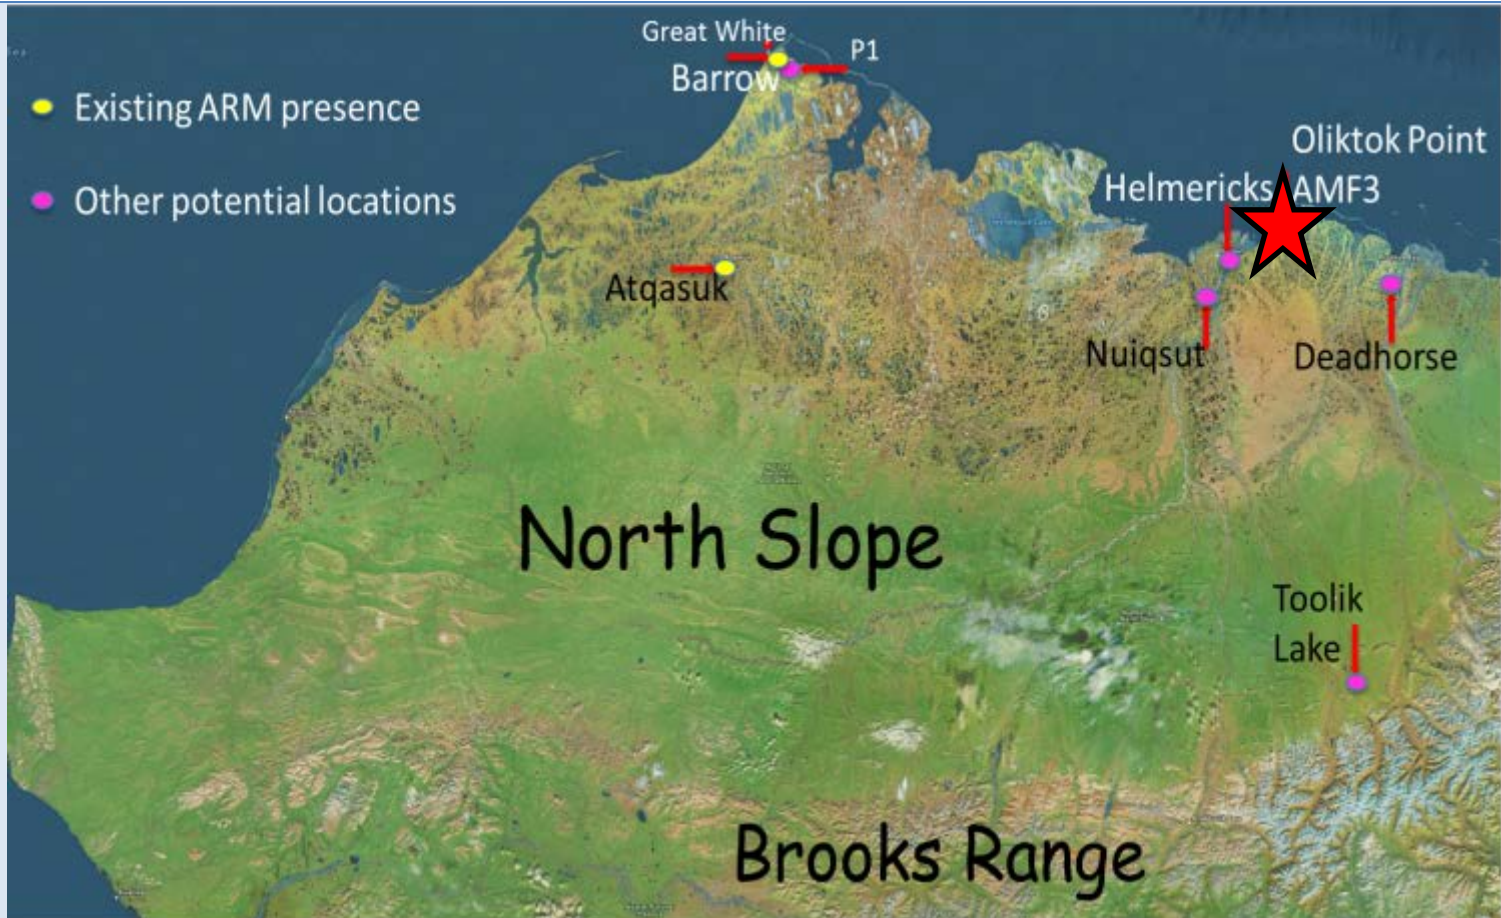 Great White
P1
Barrow
Existing ARM presence
Other potential locations
Oliktok Point
Helmericks
AMF3
Atqasuk
Nuiqsut
Deadhorse
North Slope
Toolik
Lake
Brooks Range